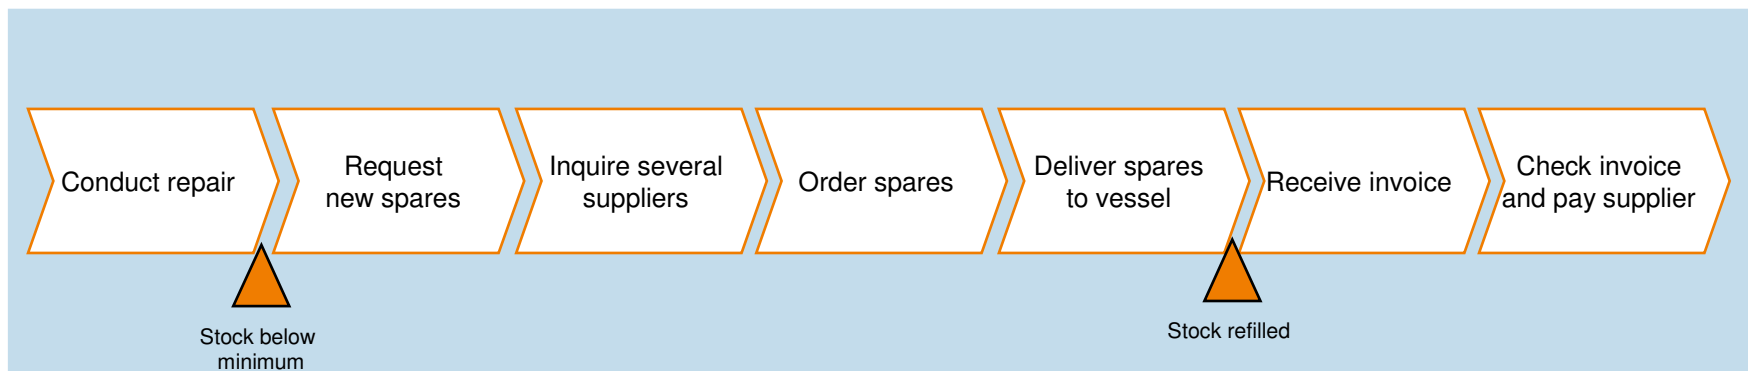 Conduct repair
Request
new spares
Inquire several
suppliers
Order spares
Deliver spares
to vessel
Receive invoice
Check invoice
and pay supplier
Stock below
minimum
Stock refilled